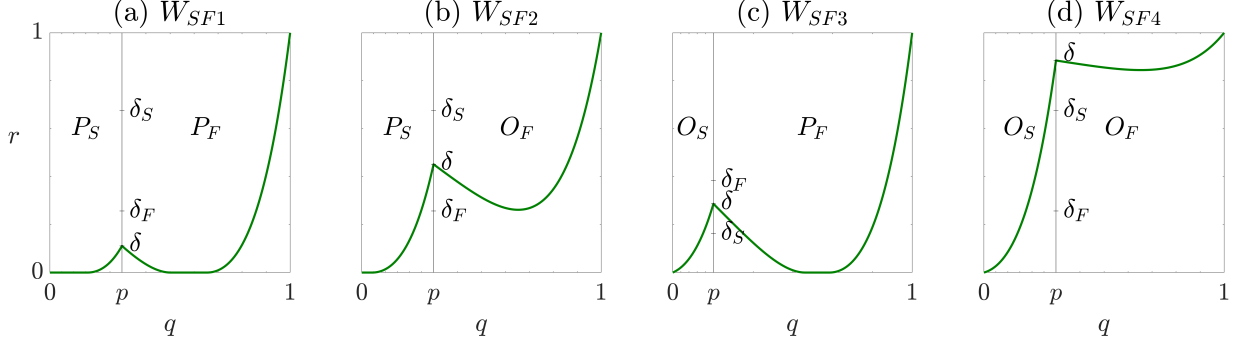 (a) W_{SF1}
(b) W_{SF2}
(c) W_{SF3}
(d) W_{SF4}
1
r
0
P_S
δ_S
P_F
δ_F
δ
0
p
1
q
P_S
δ_S
O_F
δ
δ_F
0
p
1
q
O_S
P_F
δ_F
δ
δ_S
0
p
1
q
δ
δ_S
O_S
O_F
δ_F
0
p
1
q